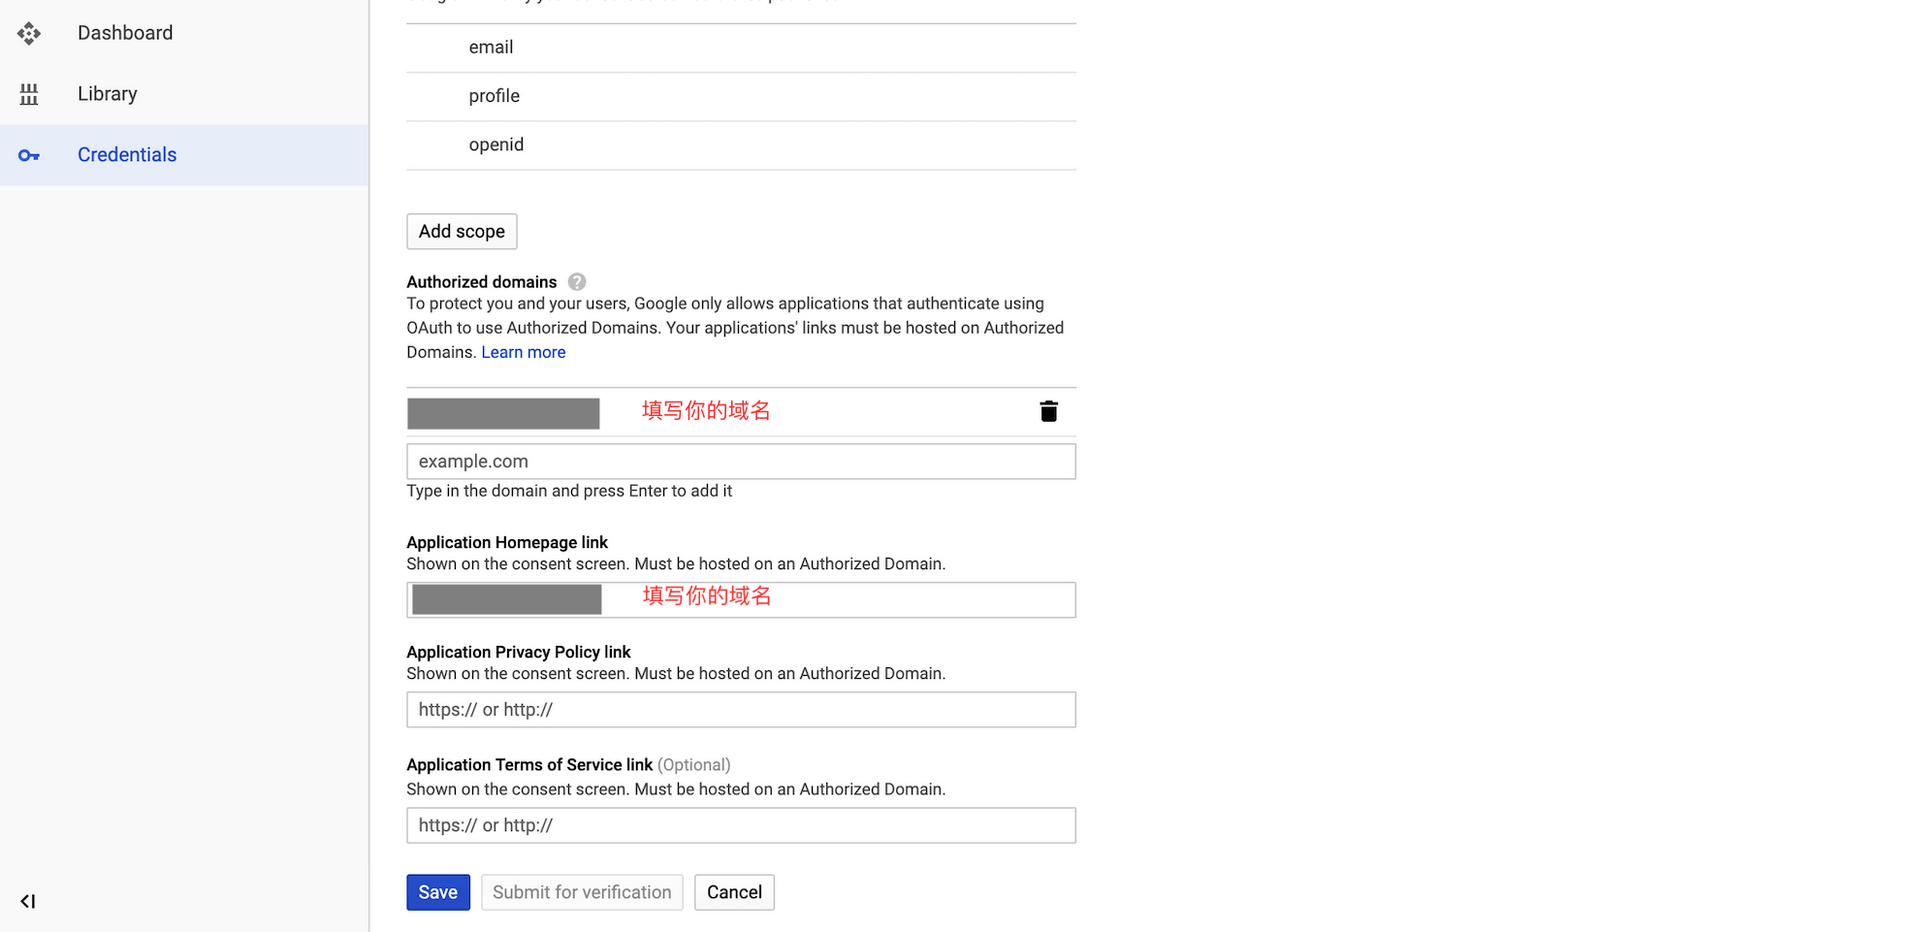 Dashboard
Library
Credentials
email
profile
openid
Add scope
Authorized domains ?
To protect you and your users, Google only allows applications that authenticate using
OAuth to use Authorized Domains. Your applications' links must be hosted on Authorized
Domains. Learn more
填写你的域名
example.com
Type in the domain and press Enter to add it
Application Homepage link
Shown on the consent screen. Must be hosted on an Authorized Domain.
填写你的域名
Application Privacy Policy link
Shown on the consent screen. Must be hosted on an Authorized Domain.
https:// or http://
Application Terms of Service link (Optional)
Shown on the consent screen. Must be hosted on an Authorized Domain.
https:// or http://
Save Submit for verification Cancel